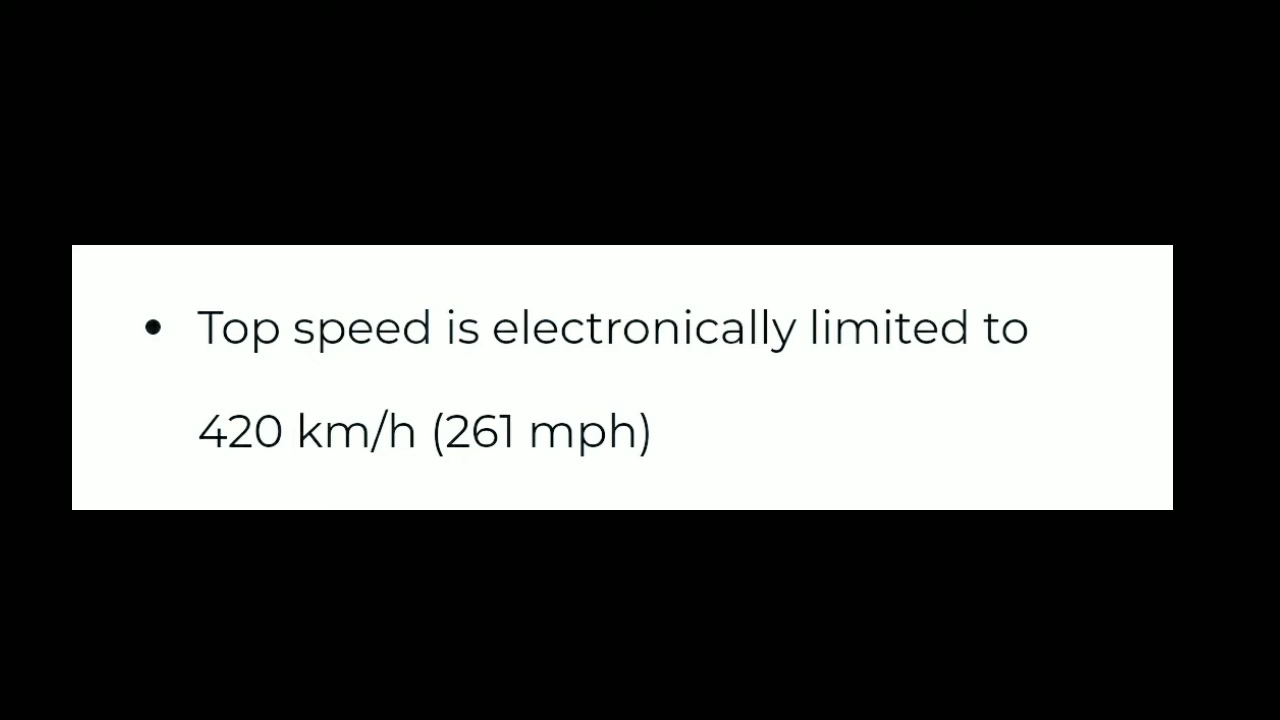 • Top speed is electronically limited to
420 km/h (261 mph)